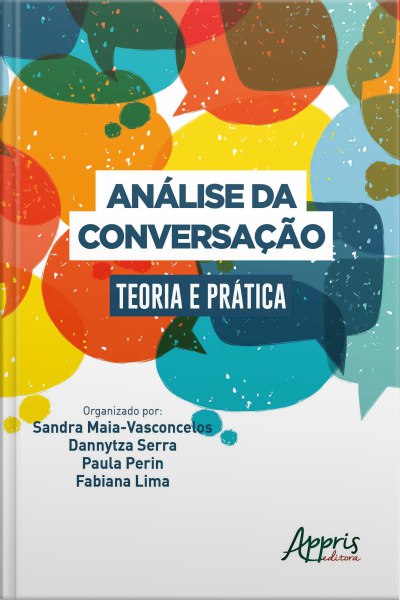 ANÁLISE DA
CONVERSAÇÃO
TEORIA E PRÁTICA
Organizado por:
Sandra Maia-Vasconcelos
Dannytza Serra
Paula Perin
Fabiana Lima
Appris
editora